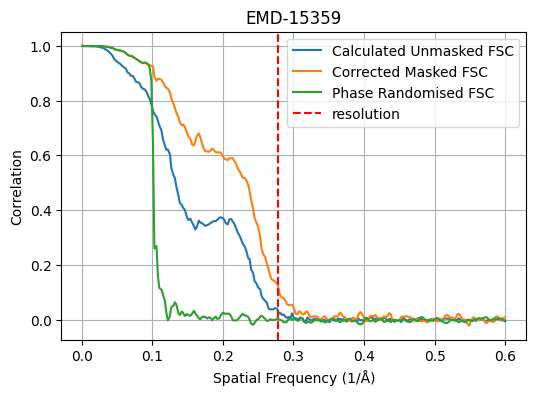 EMD-15359
Calculated Unmasked FSC
Corrected Masked FSC
Phase Randomised FSC
resolution
Correlation
1.0
0.8
0.6
0.4
0.2
0.0
0.0 0.1 0.2 0.3 0.4 0.5 0.6
Spatial Frequency (1/Å)